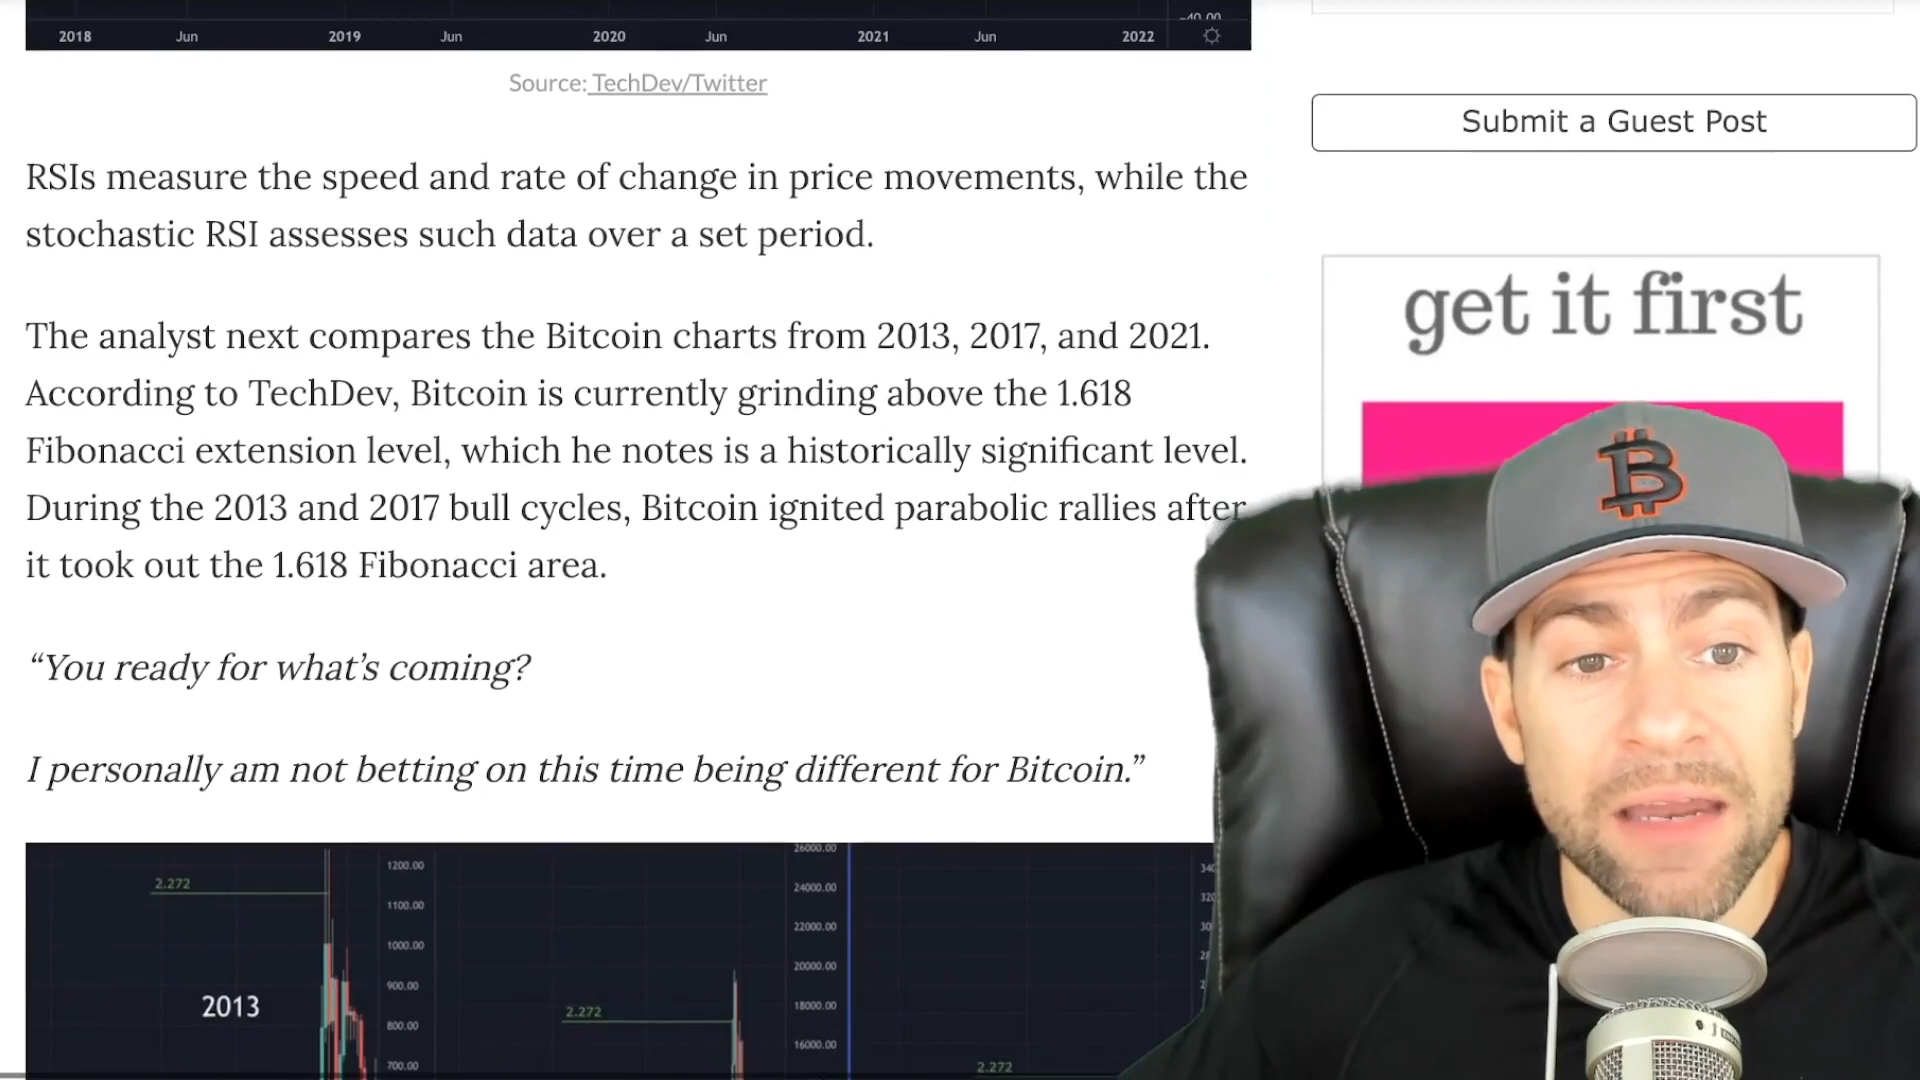 -40.00
2018 Jun 2019 Jun 2020 Jun 2021 Jun 2022
Source: TechDev/Twitter
RSIs measure the speed and rate of change in price movements, while the
stochastic RSI assesses such data over a set period.
The analyst next compares the Bitcoin charts from 2013, 2017, and 2021.
According to TechDev, Bitcoin is currently grinding above the 1.618
Fibonacci extension level, which he notes is a historically significant level.
During the 2013 and 2017 bull cycles, Bitcoin ignited parabolic rallies after
it took out the 1.618 Fibonacci area.
“You ready for what’s coming?
I personally am not betting on this time being different for Bitcoin.”
2.272
2013
1200.00
1100.00
1000.00
900.00
800.00
700.00
2.272
26000.00
24000.00
22000.00
20000.00
18000.00
16000.00
2.272
Submit a Guest Post
get it first